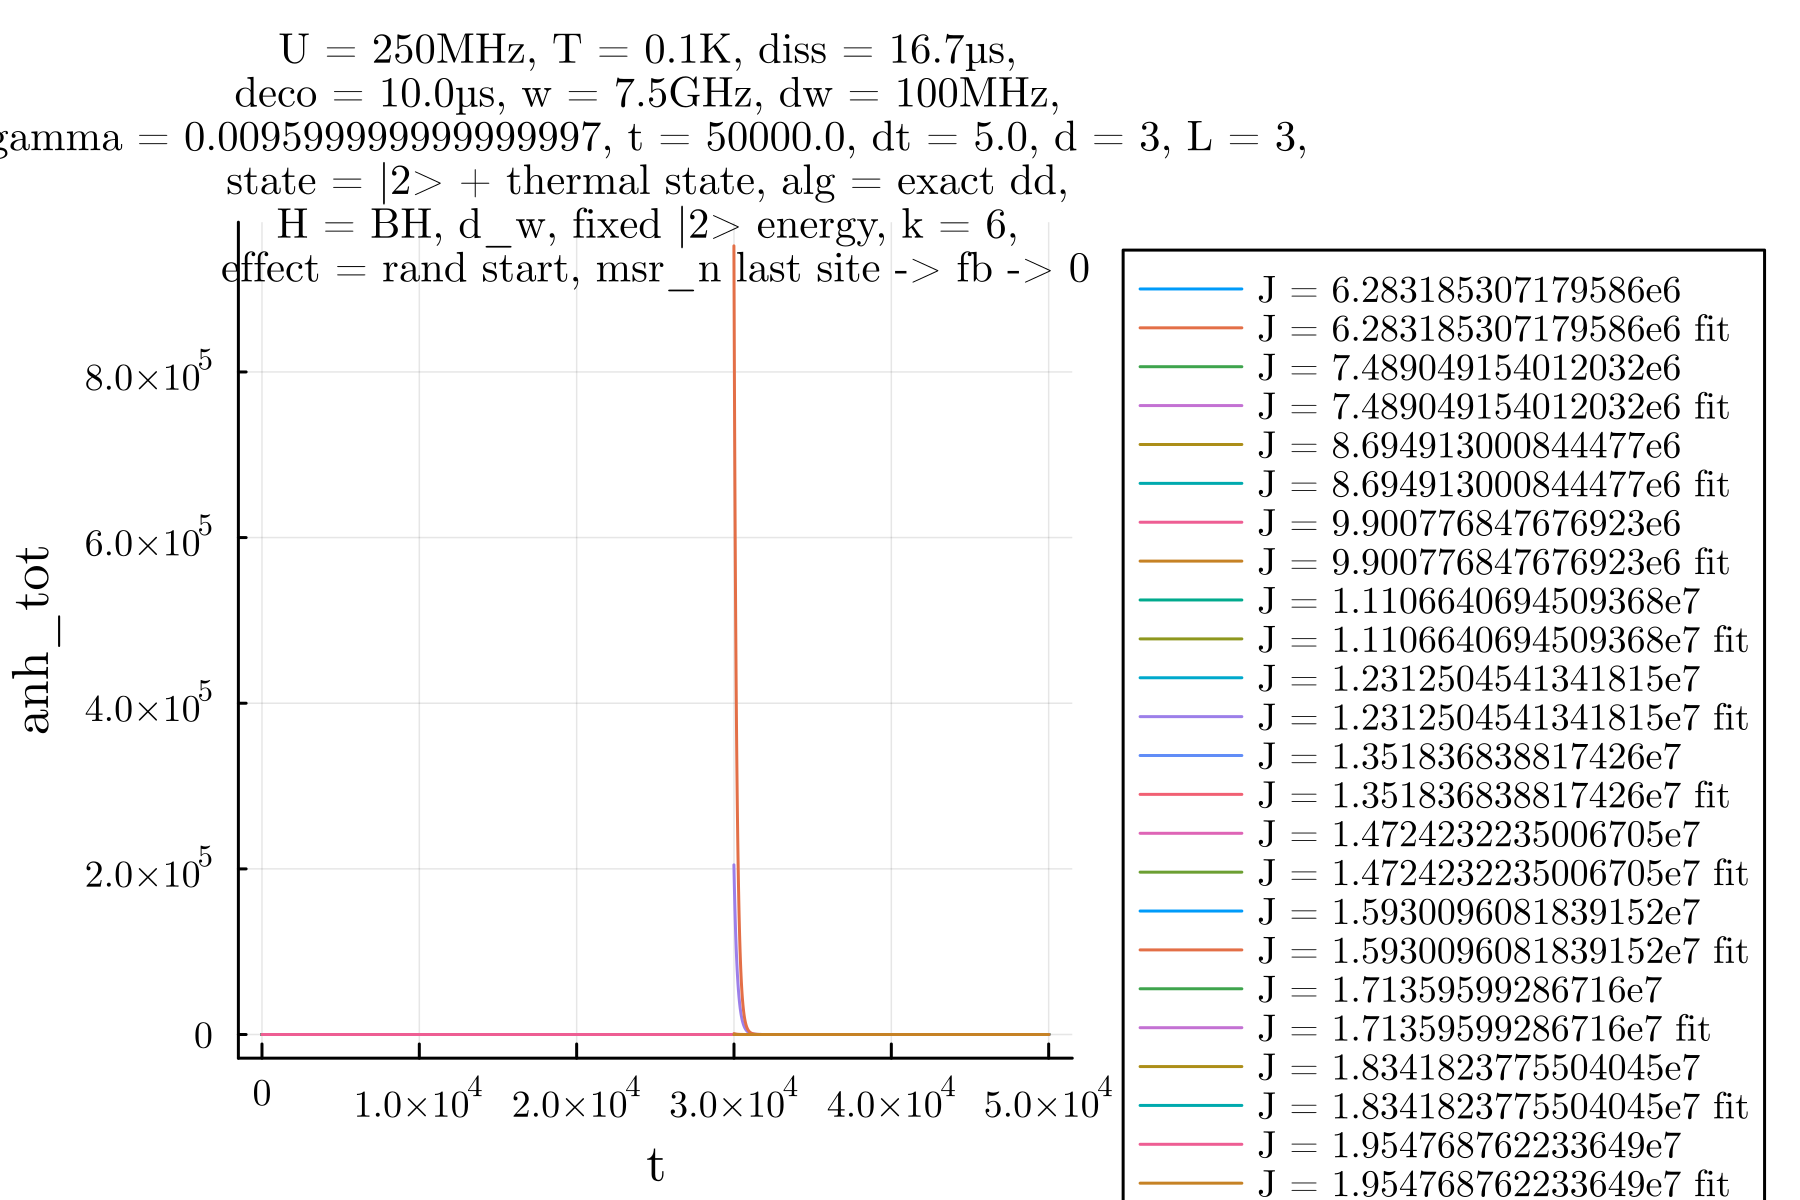 U = 250MHz, T = 0.1K, diss = 16.7µs,
deco = 10.0µs, w = 7.5GHz, dw = 100MHz,
gamma = 0.009599999999999997, t = 50000.0, dt = 5.0, d = 3, L = 3,
state = |2> + thermal state, alg = exact dd,
H = BH, d_w, fixed |2> energy, k = 6,
effect = rand start, msr_n last site -> fb -> 0
8.0×10^5
6.0×10^5
4.0×10^5
2.0×10^5
0
anh_tot
0
1.0×10^4
2.0×10^4
3.0×10^4
4.0×10^4
5.0×10^4
t
J = 6.283185307179586e6
J = 6.283185307179586e6 fit
J = 7.489049154012032e6
J = 7.489049154012032e6 fit
J = 8.694913000844477e6
J = 8.694913000844477e6 fit
J = 9.900776847676923e6
J = 9.900776847676923e6 fit
J = 1.1106640694509368e7
J = 1.1106640694509368e7 fit
J = 1.2312504541341815e7
J = 1.2312504541341815e7 fit
J = 1.351836838817426e7
J = 1.351836838817426e7 fit
J = 1.4724232235006705e7
J = 1.4724232235006705e7 fit
J = 1.5930096081839152e7
J = 1.5930096081839152e7 fit
J = 1.71359599286716e7
J = 1.71359599286716e7 fit
J = 1.8341823775504045e7
J = 1.8341823775504045e7 fit
J = 1.954768762233649e7
J = 1.954768762233649e7 fit